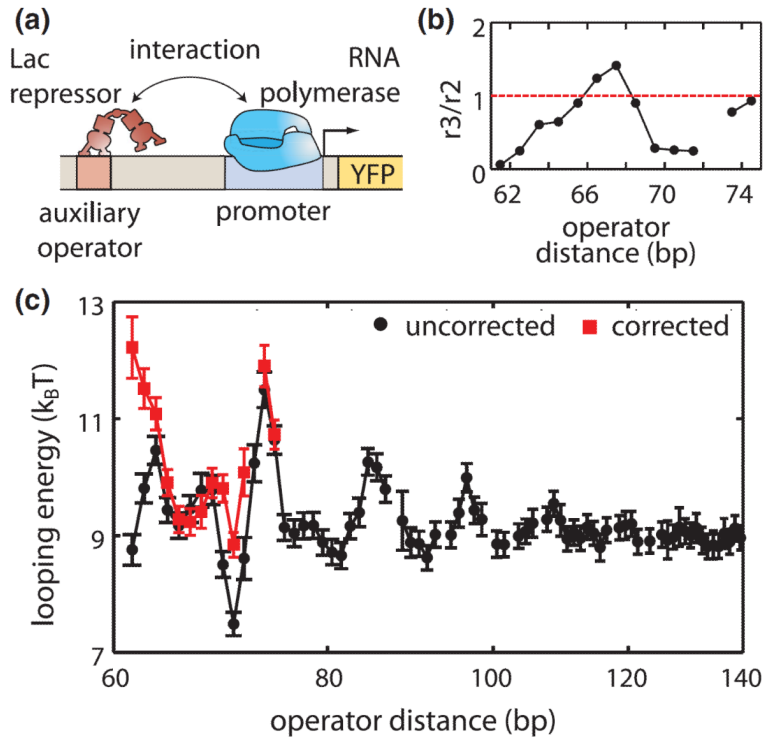 (a)
Lac
repressor
interaction
RNA
polymerase
YFP
auxiliary
operator
promoter
(b)
r3/r2
2
1
0
62 66 70 74
operator
distance (bp)
(c)
uncorrected corrected
looping energy (kBT)
13
11
9
7
60 80 100 120 140
operator distance (bp)